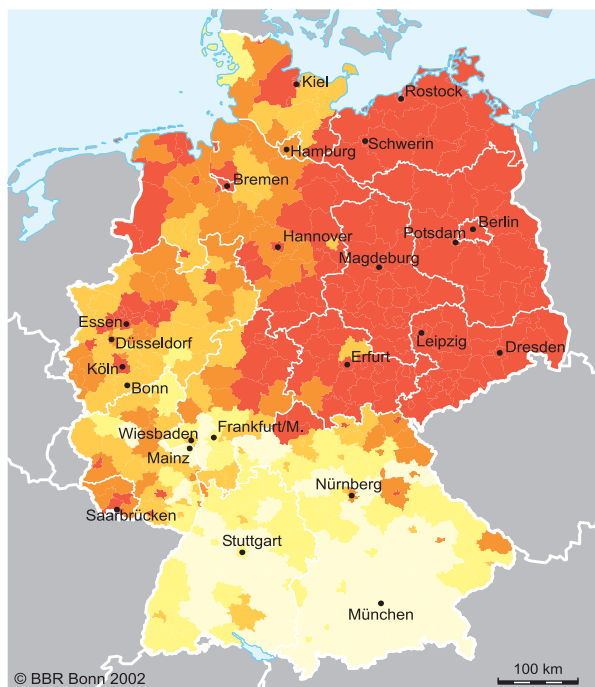 Kiel
Rostock
Hamburg
Schwerin
Bremen
Hannover
Potsdam
Berlin
Magdeburg
Essen
Düsseldorf
Köln
Bonn
Erfurt
Leipzig
Dresden
Wiesbaden
Frankfurt/M.
Mainz
Nürnberg
Saarbrücken
Stuttgart
München
© BBR Bonn 2002
100 km